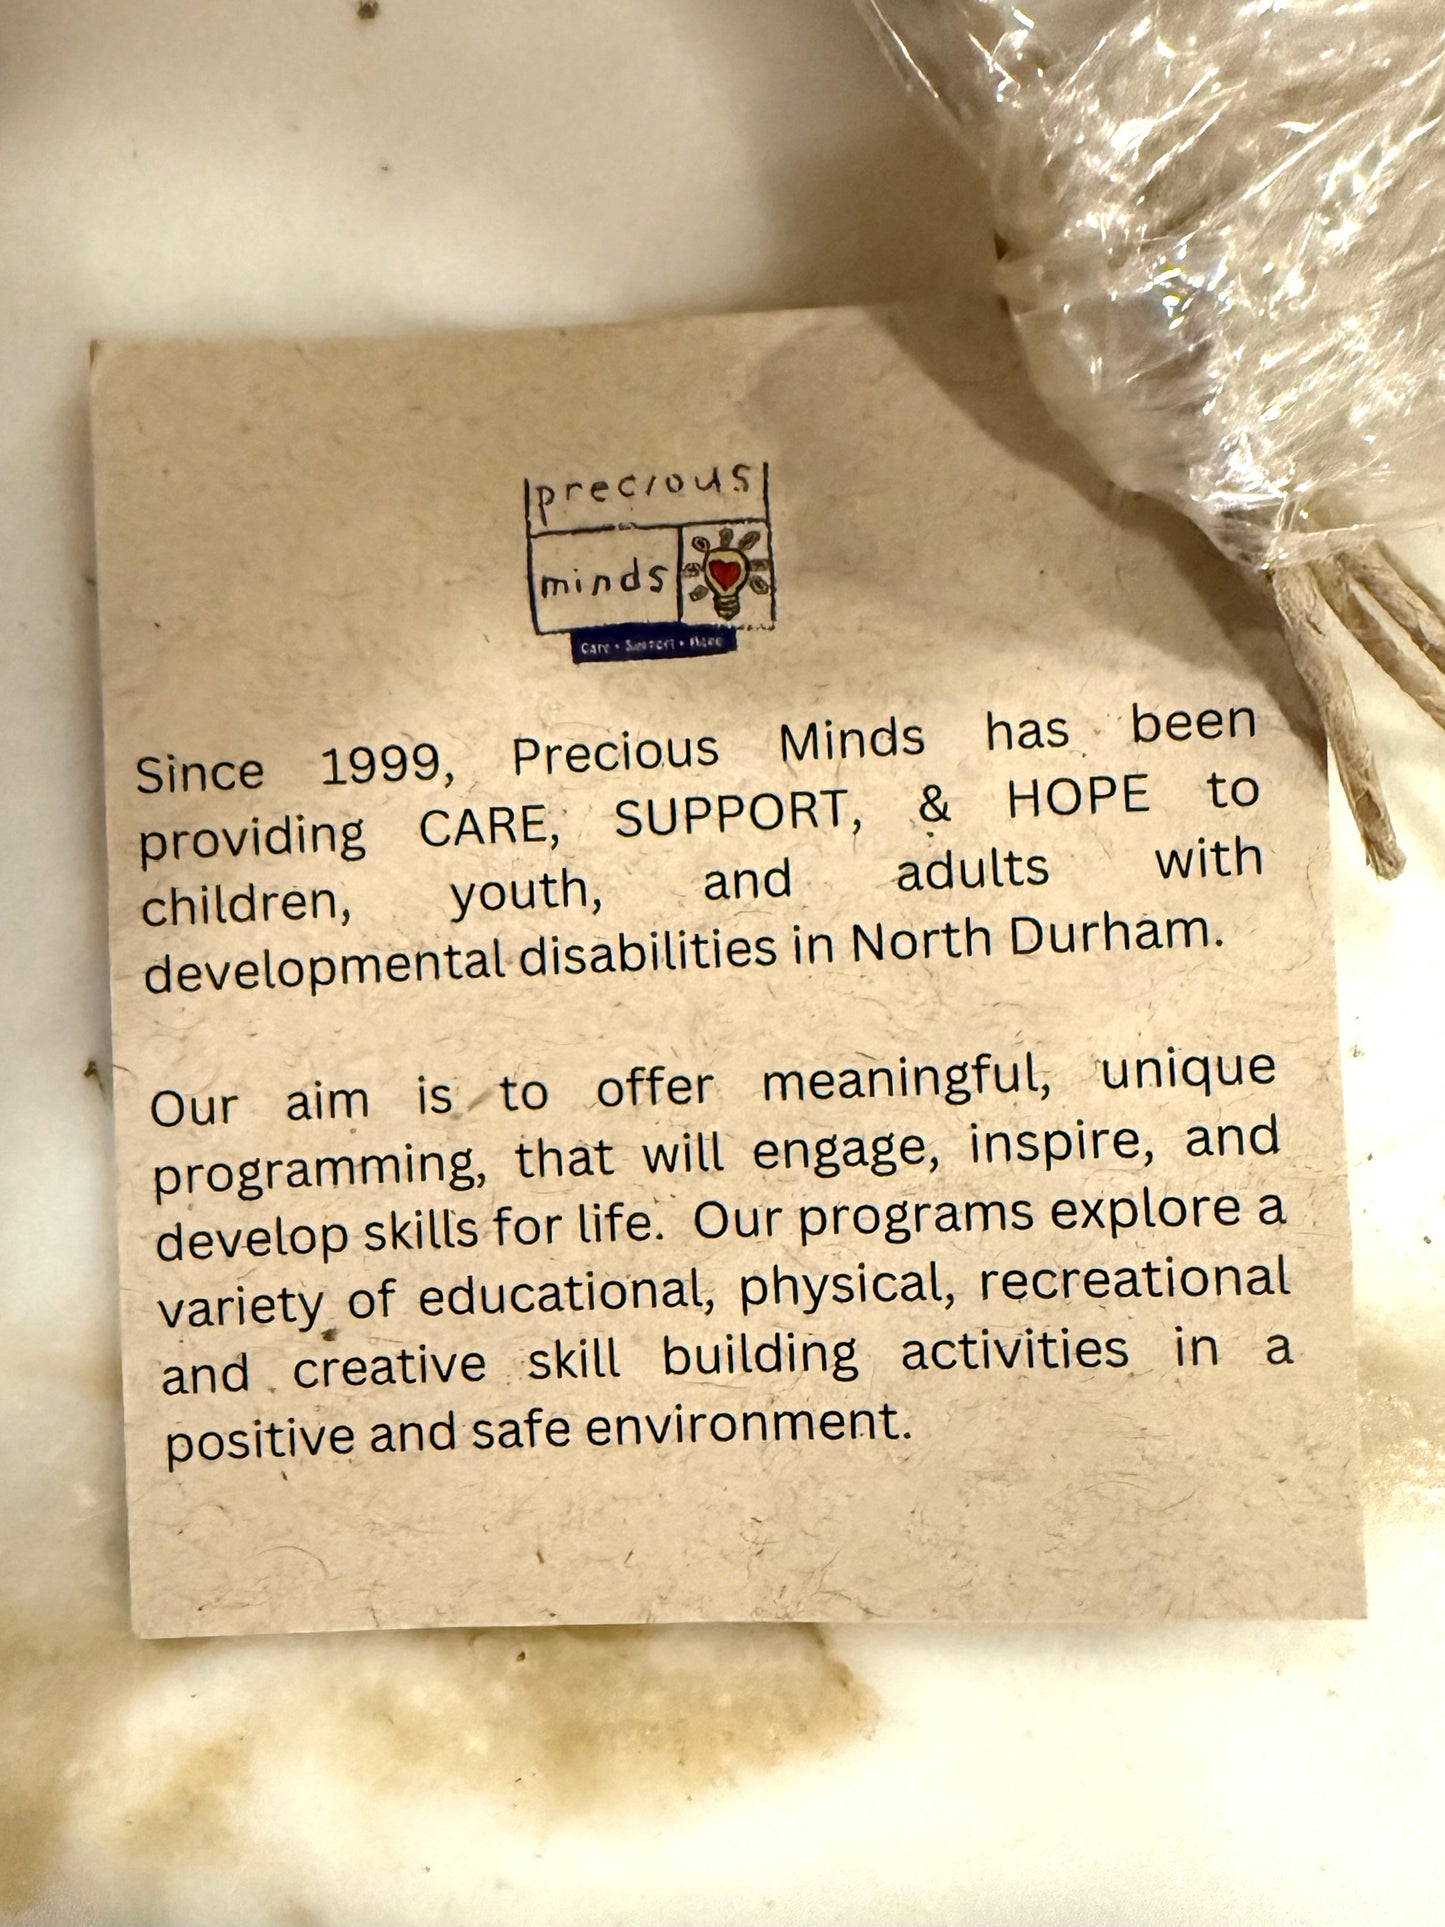 precious
minds
Care • Support • Hope
Since 1999, Precious Minds has been
providing CARE, SUPPORT, & HOPE to
children, youth, and adults with
developmental disabilities in North Durham.
Our aim is to offer meaningful, unique
programming, that will engage, inspire, and
develop skills for life. Our programs explore a
variety of educational, physical, recreational
and creative skill building activities in a
positive and safe environment.